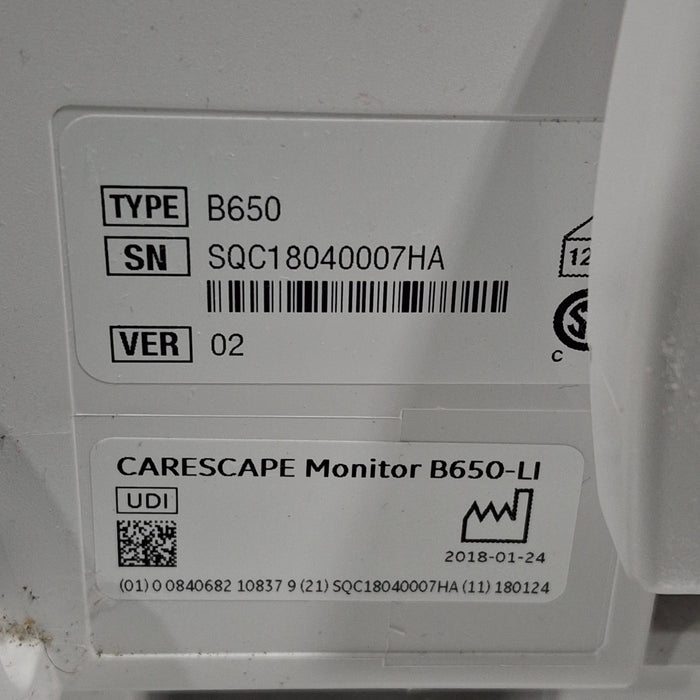 TYPE B650
SN SQC18040007HA
12
VER 02
C
CARESCAPE Monitor B650-LI
UDI
2018-01-24
(01) 0 0840682 10837 9 (21) SQC18040007HA (11) 180124